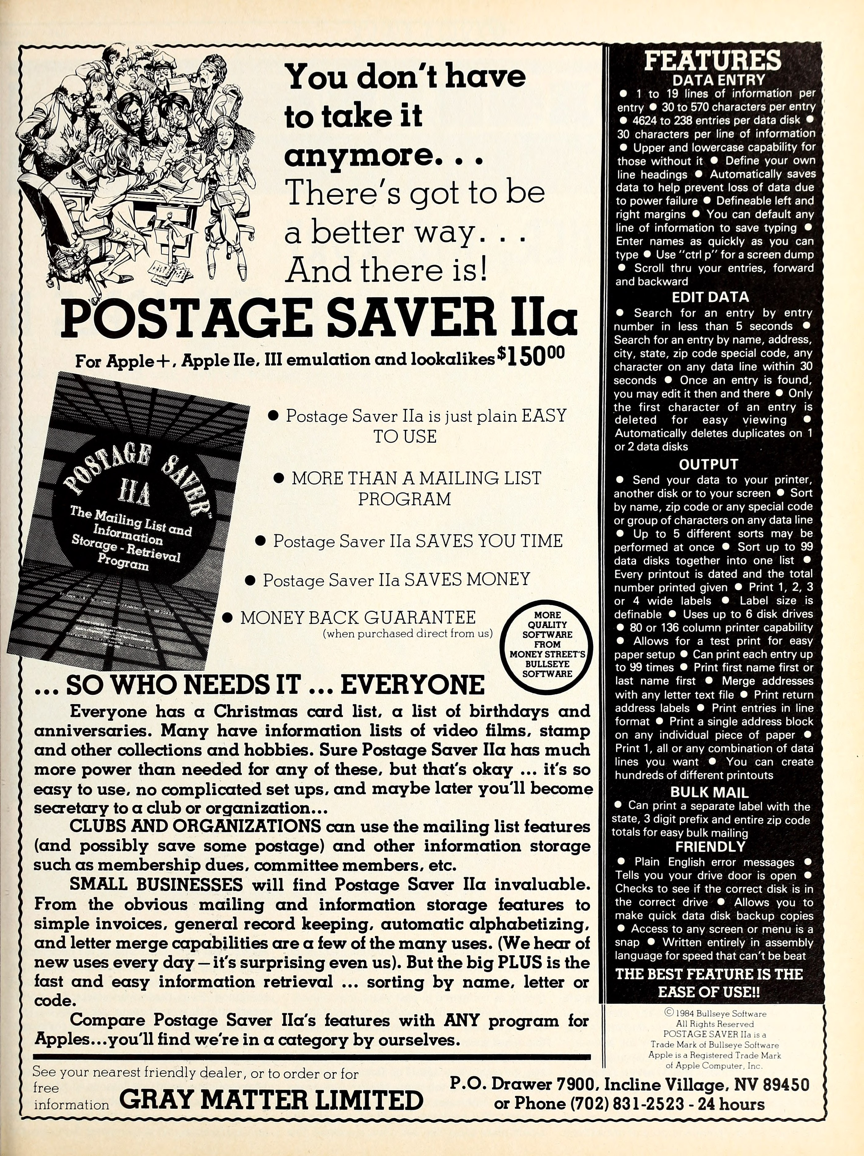 You don't have
to take it
anymore. . .
There's got to be
a better way. . .
And there is!
POSTAGE SAVER IIa
For Apple+, Apple IIe, III emulation and lookalikes $150⁰⁰
POSTAGE SAVER™
IIA
The Mailing List and
Information
Storage - Retrieval
Program
● Postage Saver IIa is just plain EASY
TO USE
● MORE THAN A MAILING LIST
PROGRAM
● Postage Saver IIa SAVES YOU TIME
● Postage Saver IIa SAVES MONEY
● MONEY BACK GUARANTEE
(when purchased direct from us)
MORE
QUALITY
SOFTWARE
FROM
MONEY STREET'S
BULLSEYE
SOFTWARE
... SO WHO NEEDS IT ... EVERYONE
Everyone has a Christmas card list, a list of birthdays and
anniversaries. Many have information lists of video films, stamp
and other collections and hobbies. Sure Postage Saver IIa has much
more power than needed for any of these, but that's okay ... it's so
easy to use, no complicated set ups, and maybe later you'll become
secretary to a club or organization...
CLUBS AND ORGANIZATIONS can use the mailing list features
(and possibly save some postage) and other information storage
such as membership dues, committee members, etc.
SMALL BUSINESSES will find Postage Saver IIa invaluable.
From the obvious mailing and information storage features to
simple invoices, general record keeping, automatic alphabetizing,
and letter merge capabilities are a few of the many uses. (We hear of
new uses every day — it's surprising even us). But the big PLUS is the
fast and easy information retrieval ... sorting by name, letter or
code.
Compare Postage Saver IIa's features with ANY program for
Apples...you'll find we're in a category by ourselves.
FEATURES
DATA ENTRY
● 1 to 19 lines of information per
entry ● 30 to 570 characters per entry
● 4624 to 238 entries per data disk ●
30 characters per line of information
● Upper and lowercase capability for
those without it ● Define your own
line headings ● Automatically saves
data to help prevent loss of data due
to power failure ● Defineable left and
right margins ● You can default any
line of information to save typing ●
Enter names as quickly as you can
type ● Use "ctrl p" for a screen dump
● Scroll thru your entries, forward
and backward
EDIT DATA
● Search for an entry by entry
number in less than 5 seconds ●
Search for an entry by name, address,
city, state, zip code special code, any
character on any data line within 30
seconds ● Once an entry is found,
you may edit it then and there ● Only
the first character of an entry is
deleted for easy viewing ●
Automatically deletes duplicates on 1
or 2 data disks
OUTPUT
● Send your data to your printer,
another disk or to your screen ● Sort
by name, zip code or any special code
or group of characters on any data line
● Up to 5 different sorts may be
performed at once ● Sort up to 99
data disks together into one list ●
Every printout is dated and the total
number printed given ● Print 1, 2, 3
or 4 wide labels ● Label size is
definable ● Uses up to 6 disk drives
● 80 or 136 column printer capability
● Allows for a test print for easy
paper setup ● Can print each entry up
to 99 times ● Print first name first or
last name first ● Merge addresses
with any letter text file ● Print return
address labels ● Print entries in line
format ● Print a single address block
on any individual piece of paper ●
Print 1, all or any combination of data
lines you want ● You can create
hundreds of different printouts
BULK MAIL
● Can print a separate label with the
state, 3 digit prefix and entire zip code
totals for easy bulk mailing
FRIENDLY
● Plain English error messages ●
Tells you your drive door is open ●
Checks to see if the correct disk is in
the correct drive ● Allows you to
make quick data disk backup copies
● Access to any screen or menu is a
snap ● Written entirely in assembly
language for speed that can't be beat
THE BEST FEATURE IS THE
EASE OF USE!!
© 1984 Bullseye Software
All Rights Reserved
POSTAGE SAVER IIa is a
Trade Mark of Bullseye Software
Apple is a Registered Trade Mark
of Apple Computer, Inc.
See your nearest friendly dealer, or to order or for
free
information GRAY MATTER LIMITED
P.O. Drawer 7900, Incline Village, NV 89450
or Phone (702) 831-2523 - 24 hours